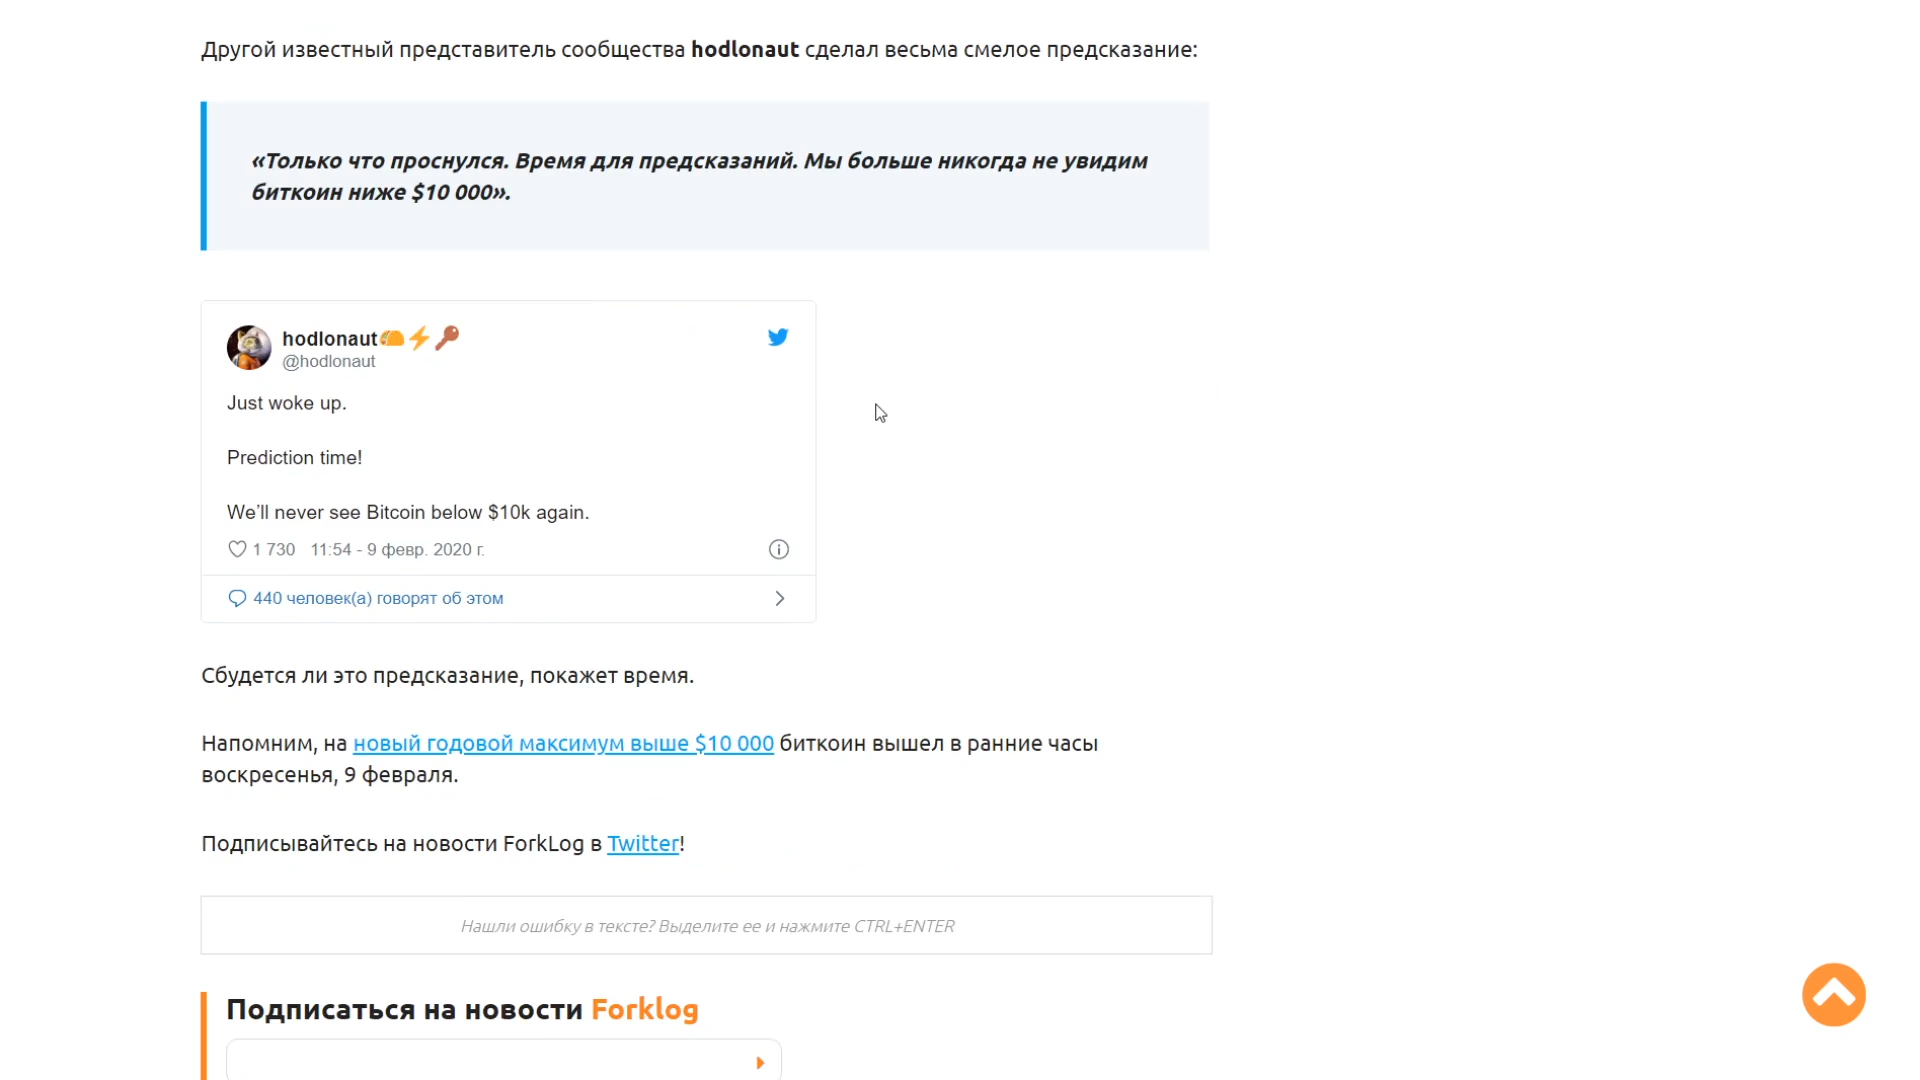 Другой известный представитель сообщества hodlonaut сделал весьма смелое предсказание:
«Только что проснулся. Время для предсказаний. Мы больше никогда не увидим
биткоин ниже $10 000».
hodlonaut🌮⚡🔑
@hodlonaut
Just woke up.
Prediction time!
We’ll never see Bitcoin below $10k again.
1 730 11:54 - 9 февр. 2020 г.
440 человек(а) говорят об этом
Сбудется ли это предсказание, покажет время.
Напомним, на новый годовой максимум выше $10 000 биткоин вышел в ранние часы
воскресенья, 9 февраля.
Подписывайтесь на новости ForkLog в Twitter!
Нашли ошибку в тексте? Выделите ее и нажмите CTRL+ENTER
Подписаться на новости Forklog